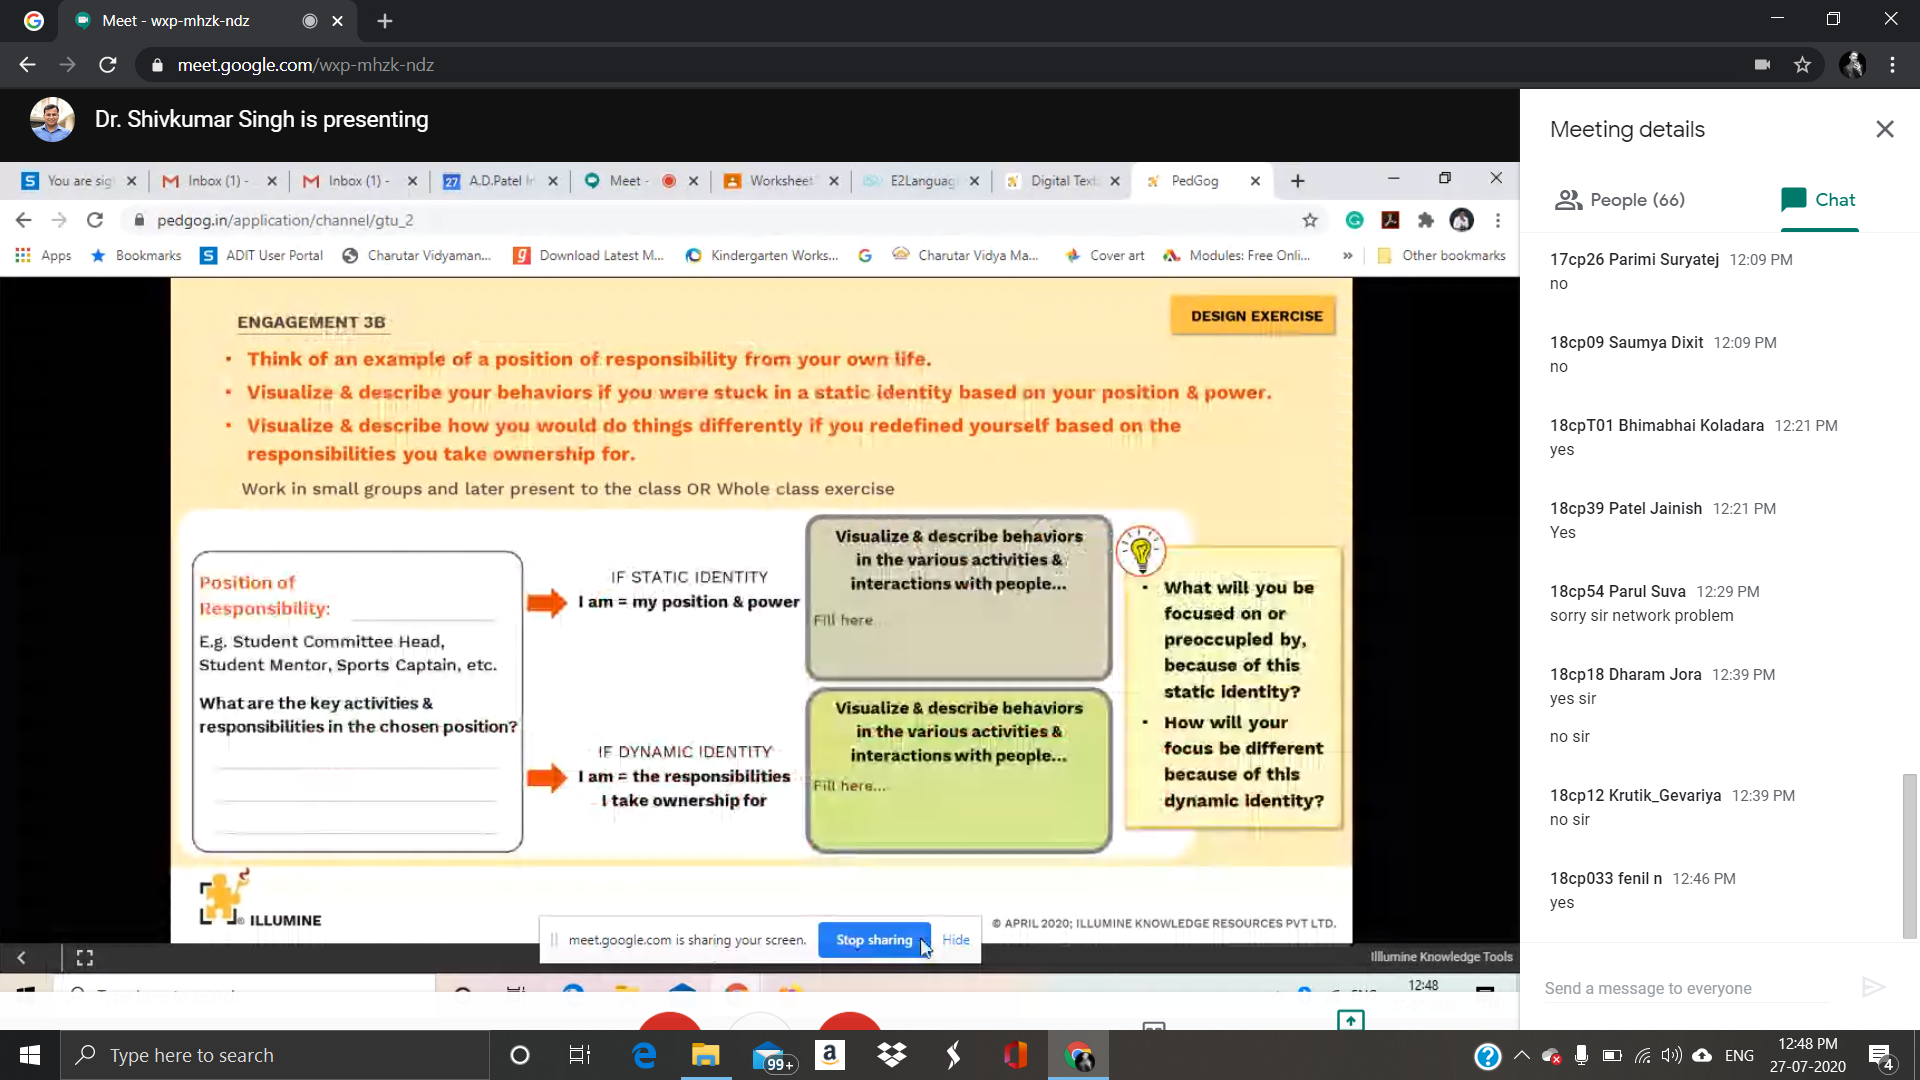 Meet - wxp-mhzk-ndz
meet.google.com/wxp-mhzk-ndz
Dr. Shivkumar Singh is presenting
You are sig
Inbox (1) -
Inbox (1) -
27 A.D.Patel In
Meet -
Worksheet
E2Languag
Digital Text
PedGog
pedgog.in/application/channel/gtu_2
Apps
Bookmarks
ADIT User Portal
Charutar Vidyaman...
Download Latest M...
Kindergarten Works...
Charutar Vidya Ma...
Cover art
Modules: Free Onli...
»
Other bookmarks
ENGAGEMENT 3B
DESIGN EXERCISE
• Think of an example of a position of responsibility from your own life.
• Visualize & describe your behaviors if you were stuck in a static identity based on your position & power.
• Visualize & describe how you would do things differently if you redefined yourself based on the
responsibilities you take ownership for.
Work in small groups and later present to the class OR Whole class exercise
Position of
Responsibility:
E.g. Student Committee Head,
Student Mentor, Sports Captain, etc.
What are the key activities &
responsibilities in the chosen position?
IF STATIC IDENTITY
I am = my position & power
IF DYNAMIC IDENTITY
I am = the responsibilities
I take ownership for
Visualize & describe behaviors
in the various activities &
interactions with people...
Fill here...
Visualize & describe behaviors
in the various activities &
interactions with people...
Fill here...
• What will you be
focused on or
preoccupied by,
because of this
static identity?
• How will your
focus be different
because of this
dynamic identity?
® ILLUMINE
© APRIL 2020; ILLUMINE KNOWLEDGE RESOURCES PVT LTD.
meet.google.com is sharing your screen.
Stop sharing
Hide
Illlumine Knowledge Tools
12:48
Meeting details
People (66)
Chat
17cp26 Parimi Suryatej 12:09 PM
no
18cp09 Saumya Dixit 12:09 PM
no
18cpT01 Bhimabhai Koladara 12:21 PM
yes
18cp39 Patel Jainish 12:21 PM
Yes
18cp54 Parul Suva 12:29 PM
sorry sir network problem
18cp18 Dharam Jora 12:39 PM
yes sir
no sir
18cp12 Krutik_Gevariya 12:39 PM
no sir
18cp033 fenil n 12:46 PM
yes
Send a message to everyone
Type here to search
99+
ENG
12:48 PM
27-07-2020
4